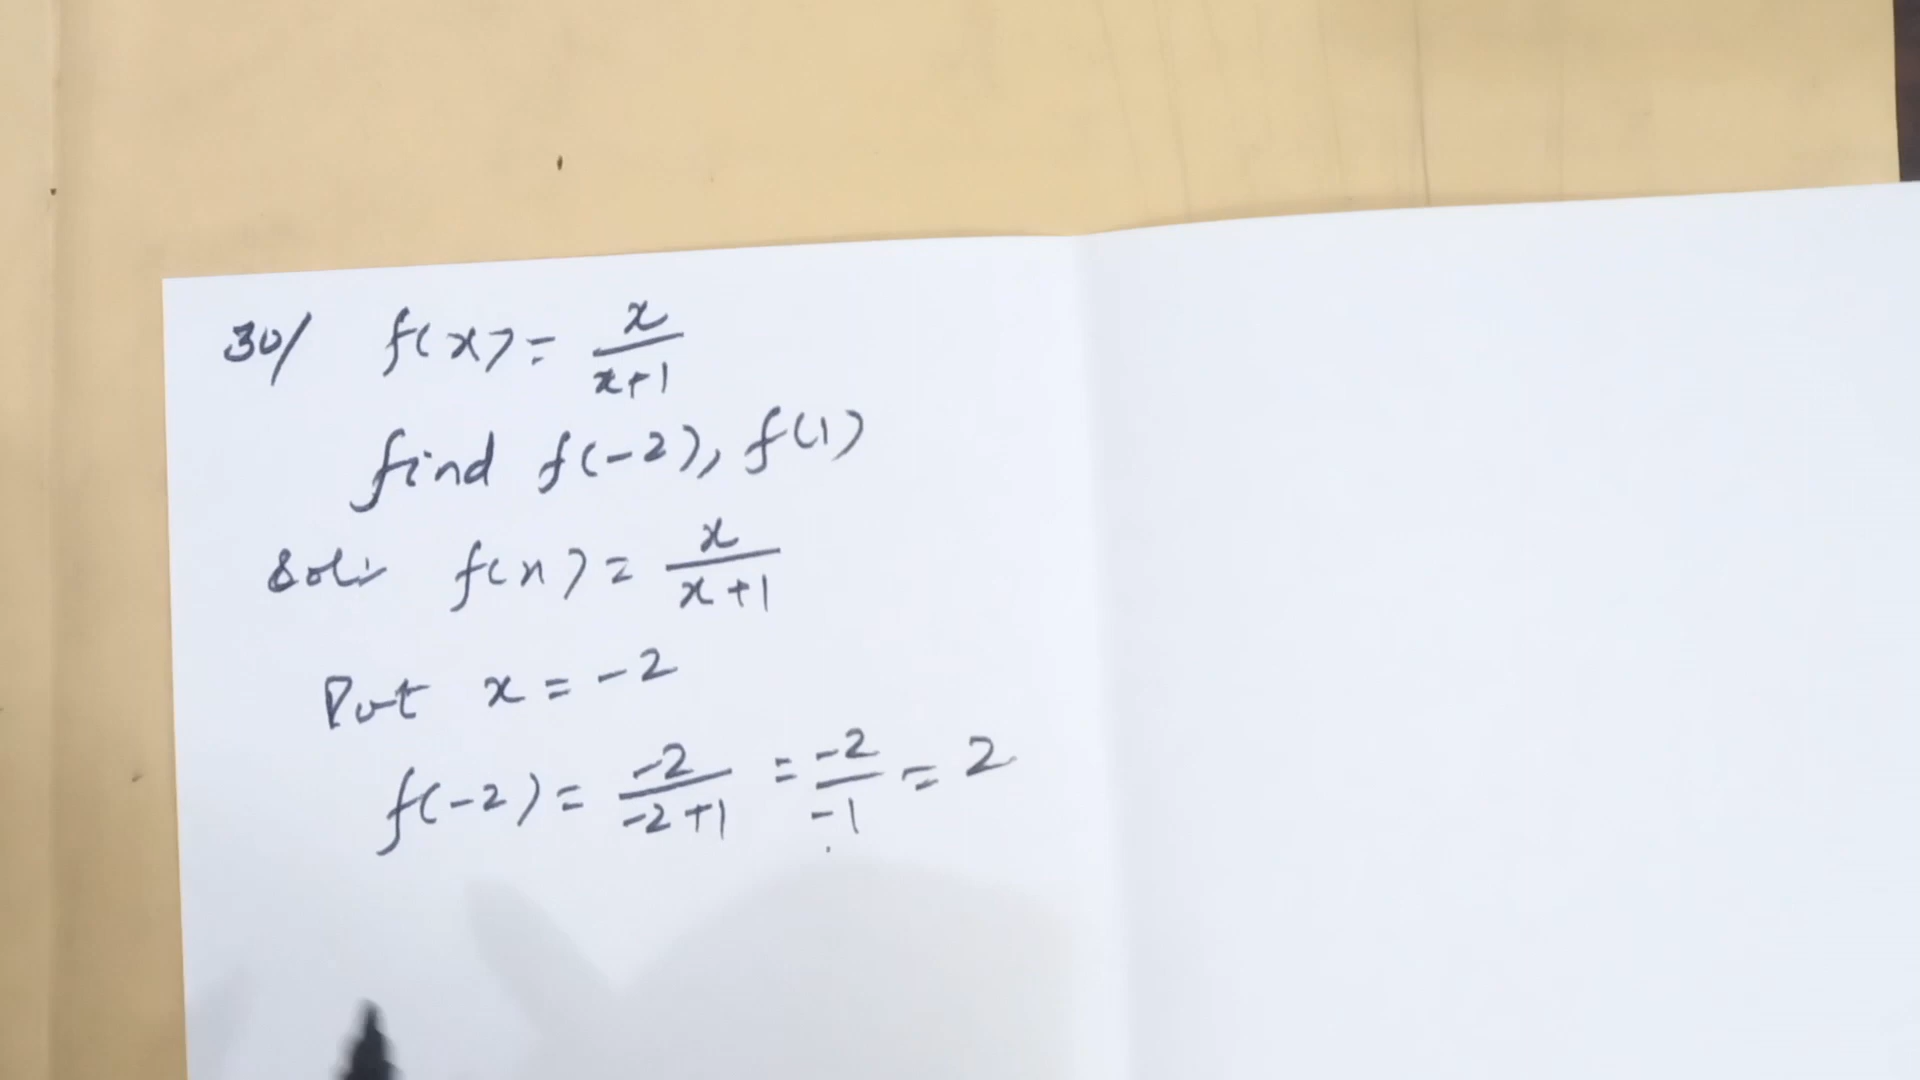 30/ f(x) = x/(x+1)
find f(-2), f(1)
Sol: f(x) = x/(x+1)
Put x = -2
f(-2) = -2/(-2+1) = -2/-1 = 2